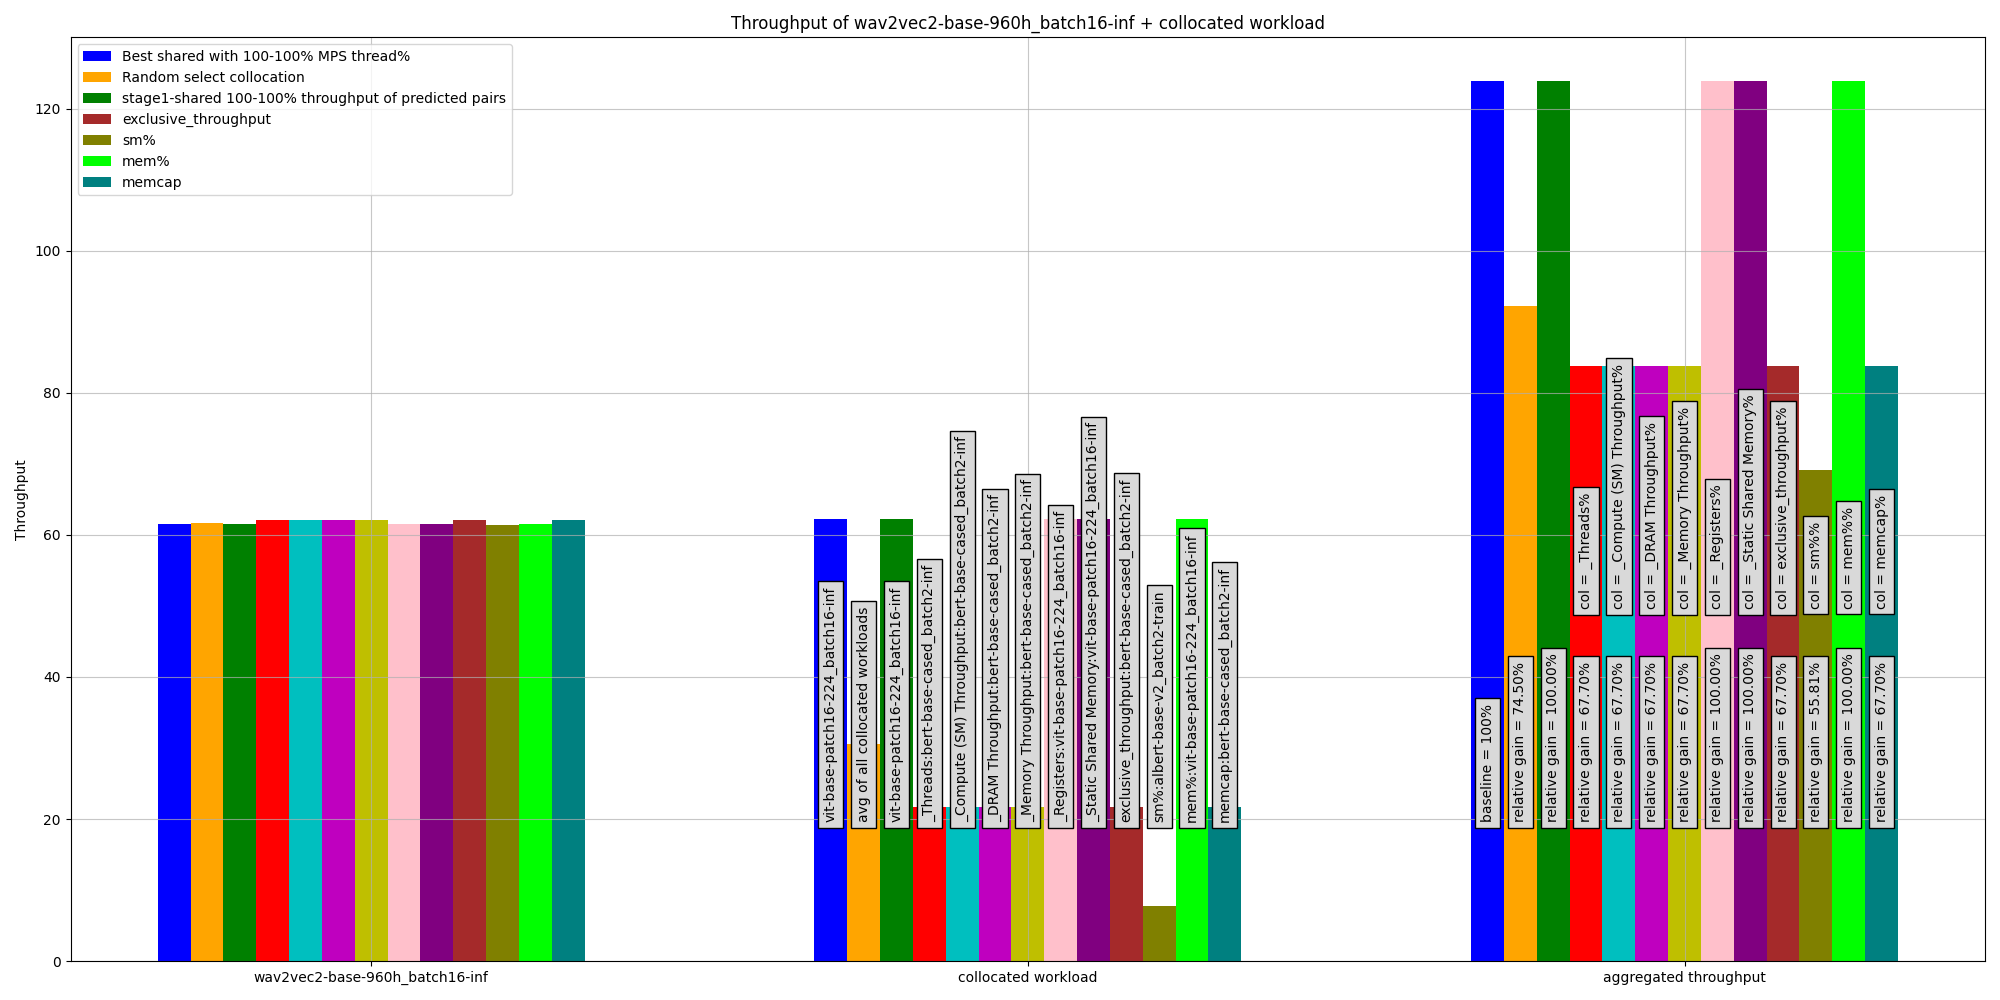 Throughput of wav2vec2-base-960h_batch16-inf + collocated workload
Best shared with 100-100% MPS thread%
Random select collocation
stage1-shared 100-100% throughput of predicted pairs
exclusive_throughput
sm%
mem%
memcap
Throughput
120
100
80
60
40
20
0
vit-base-patch16-224_batch16-inf
avg of all collocated workloads
vit-base-patch16-224_batch16-inf
_Threads:bert-base-cased_batch2-inf
_Compute (SM) Throughput:bert-base-cased_batch2-inf
_DRAM Throughput:bert-base-cased_batch2-inf
_Memory Throughput:bert-base-cased_batch2-inf
_Registers:vit-base-patch16-224_batch16-inf
_Static Shared Memory:vit-base-patch16-224_batch16-inf
exclusive_throughput:bert-base-cased_batch2-inf
sm%:albert-base-v2_batch2-train
mem%:vit-base-patch16-224_batch16-inf
memcap:bert-base-cased_batch2-inf
col = _Threads%
col = _Compute (SM) Throughput%
col = _DRAM Throughput%
col = _Memory Throughput%
col = _Registers%
col = _Static Shared Memory%
col = exclusive_throughput%
col = sm%%
col = mem%%
col = memcap%
baseline = 100%
relative gain = 74.50%
relative gain = 100.00%
relative gain = 67.70%
relative gain = 67.70%
relative gain = 67.70%
relative gain = 67.70%
relative gain = 100.00%
relative gain = 100.00%
relative gain = 67.70%
relative gain = 55.81%
relative gain = 100.00%
relative gain = 67.70%
wav2vec2-base-960h_batch16-inf
collocated workload
aggregated throughput